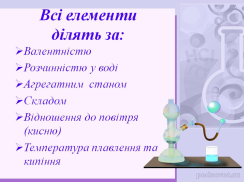 Всі елементи
ділять за:
Валентністю
Розчинністю у воді
Агрегатним станом
Складом
Відношення до повітря
(кисню)
Температура плавлення та
кипіння